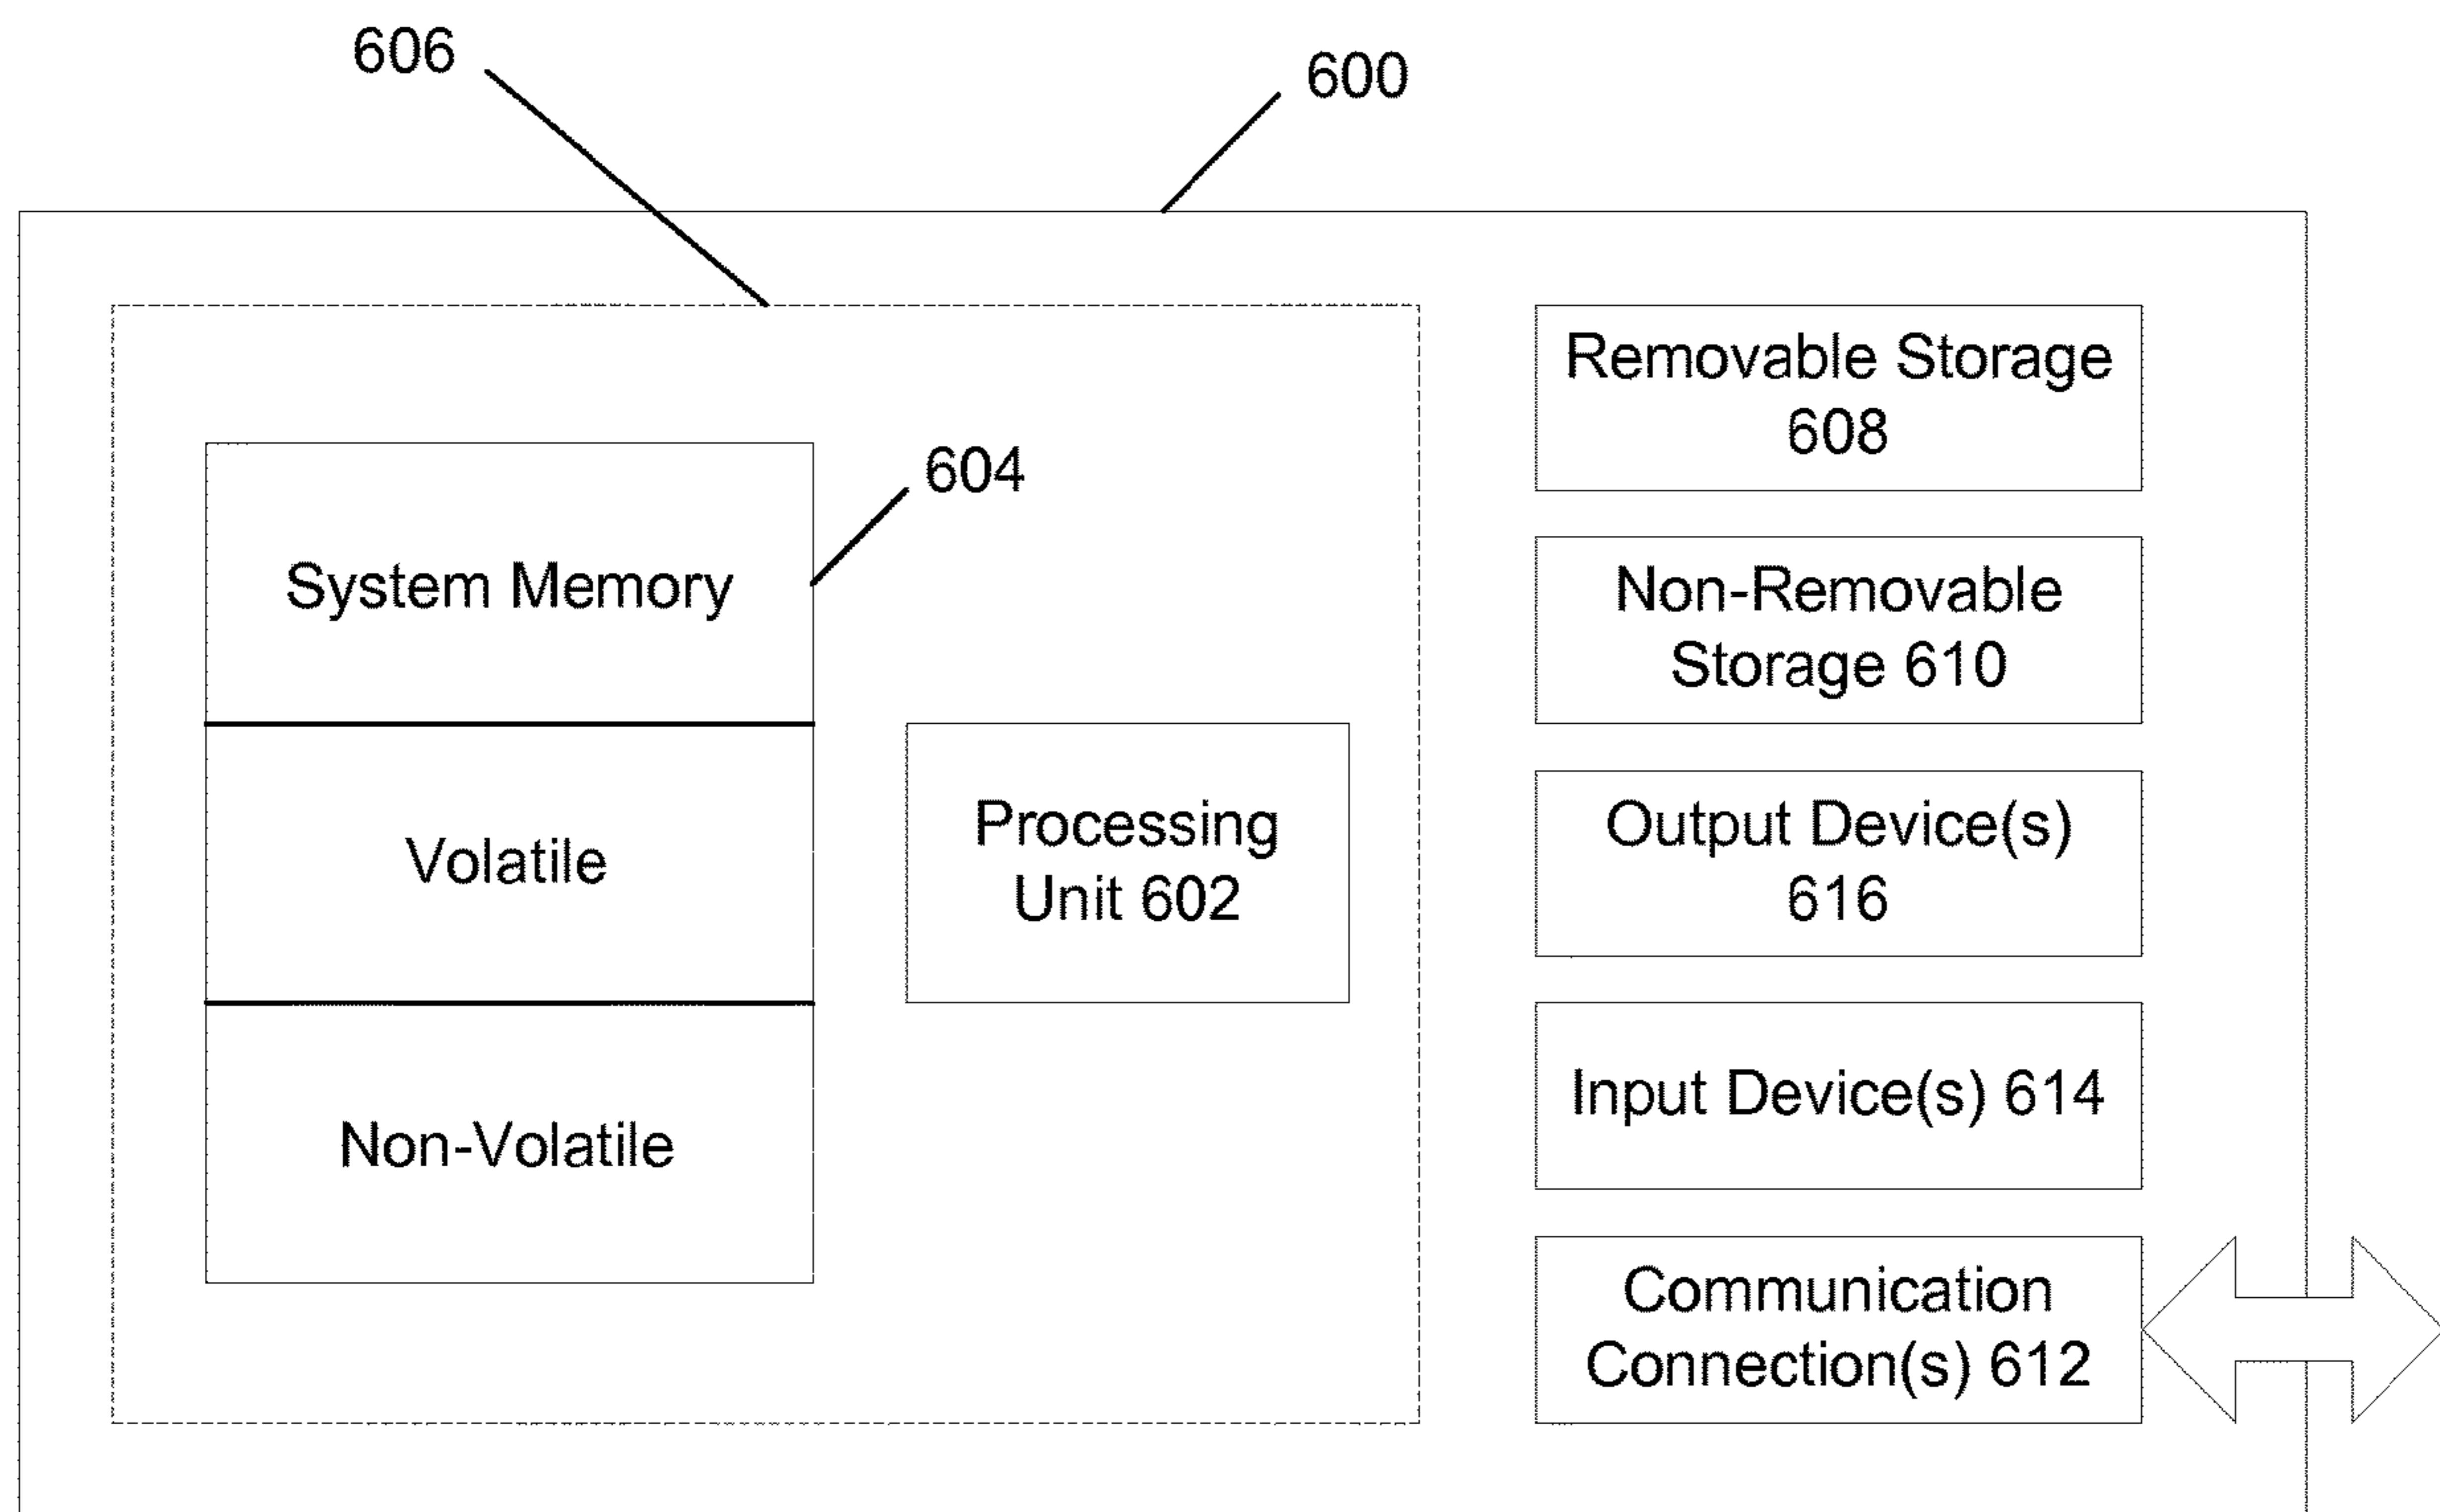 606
600
604
System Memory
Volatile
Non-Volatile
Processing
Unit 602
Removable Storage
608
Non-Removable
Storage 610
Output Device(s)
616
Input Device(s) 614
Communication
Connection(s) 612